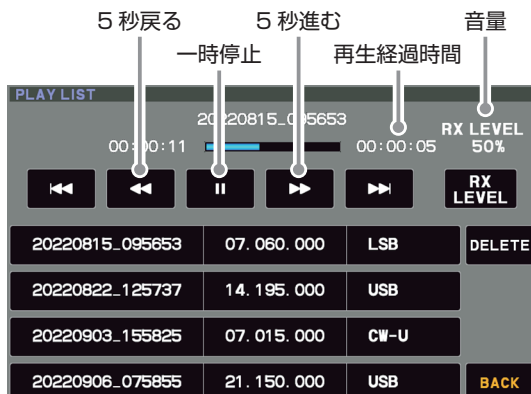 5 秒戻る 5 秒進む 音量
一時停止 再生経過時間
PLAY LIST
20220815_095653
RX LEVEL
00:00:11 00:00:05 50%
RX
LEVEL
20220815_095653 07.060.000 LSB DELETE
20220822_125737 14.195.000 USB
20220903_155825 07.015.000 CW-U
20220906_075855 21.150.000 USB BACK